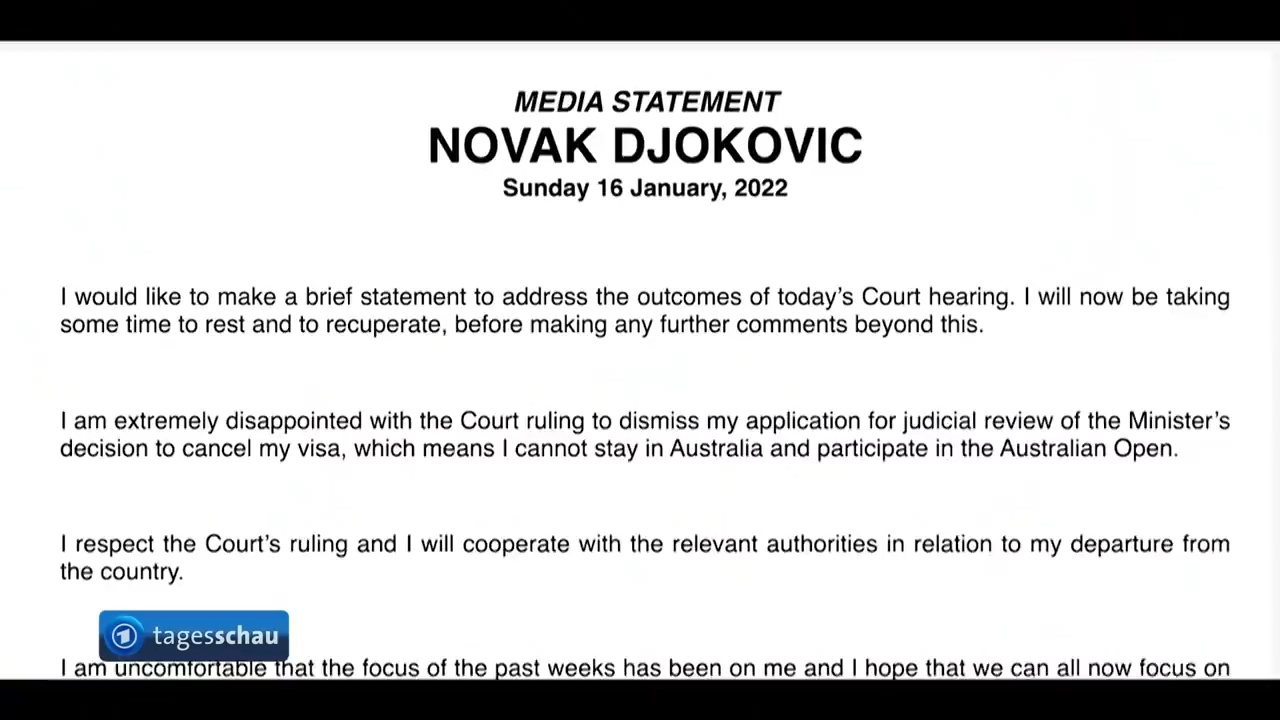 MEDIA STATEMENT
NOVAK DJOKOVIC
Sunday 16 January, 2022
I would like to make a brief statement to address the outcomes of today’s Court hearing. I will now be taking
some time to rest and to recuperate, before making any further comments beyond this.
I am extremely disappointed with the Court ruling to dismiss my application for judicial review of the Minister’s
decision to cancel my visa, which means I cannot stay in Australia and participate in the Australian Open.
I respect the Court’s ruling and I will cooperate with the relevant authorities in relation to my departure from
the country.
1 tagesschau
I am uncomfortable that the focus of the past weeks has been on me and I hope that we can all now focus on